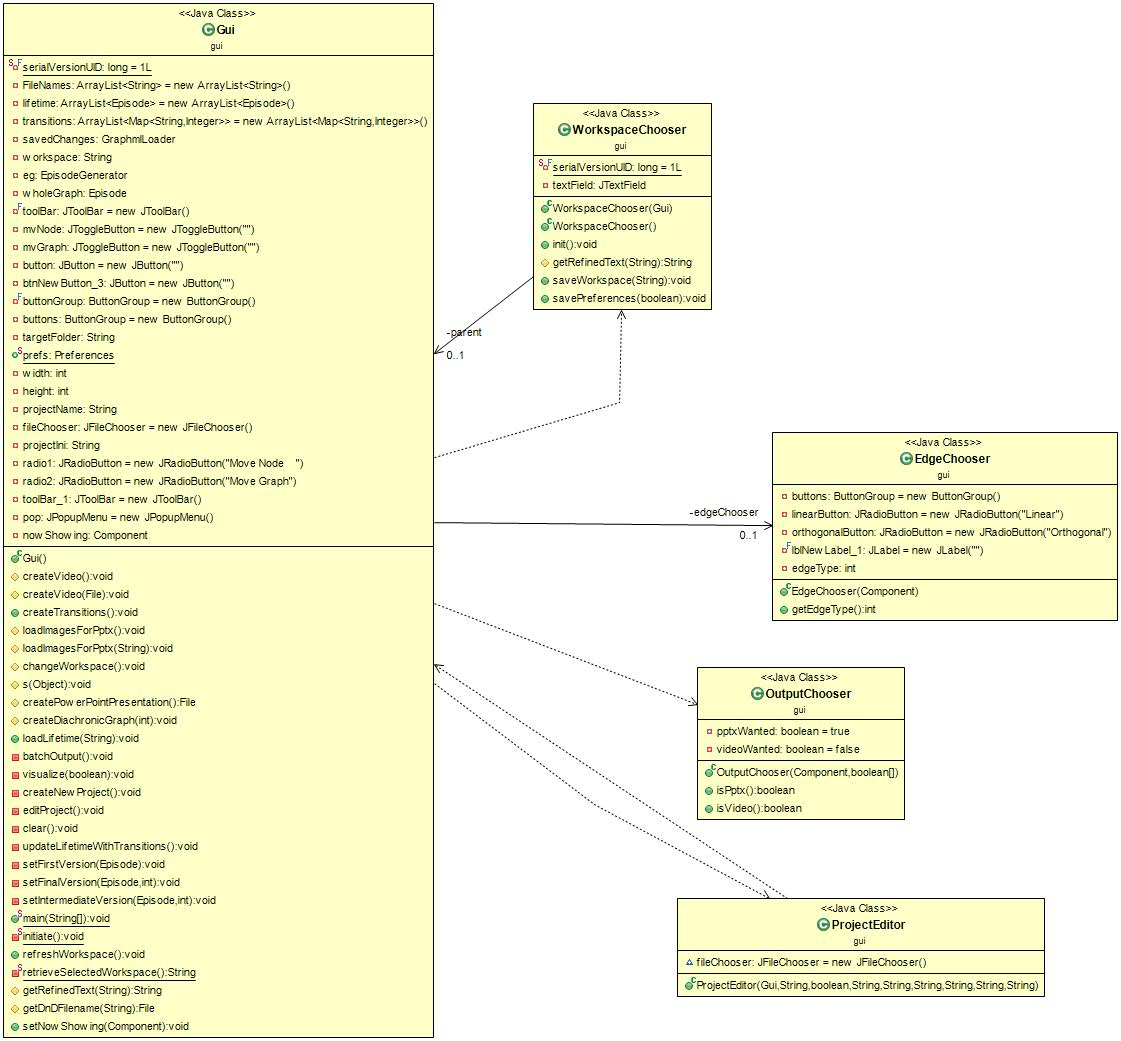 <<Java Class>>
Gui
gui
serialVersionUID: long = 1L
FileNames: ArrayList<String> = new ArrayList<String>()
lifetime: ArrayList<Episode> = new ArrayList<Episode>()
transitions: ArrayList<Map<String,Integer>> = new ArrayList<Map<String,Integer>>()
savedChanges: GraphmlLoader
workspace: String
eg: EpisodeGenerator
wholeGraph: Episode
toolBar: JToolBar = new JToolBar()
mvNode: JToggleButton = new JToggleButton("")
mvGraph: JToggleButton = new JToggleButton("")
button: JButton = new JButton("")
btnNewButton_3: JButton = new JButton("")
buttonGroup: ButtonGroup = new ButtonGroup()
buttons: ButtonGroup = new ButtonGroup()
targetFolder: String
prefs: Preferences
width: int
height: int
projectName: String
fileChooser: JFileChooser = new JFileChooser()
projectIni: String
radio1: JRadioButton = new JRadioButton("Move Node    ")
radio2: JRadioButton = new JRadioButton("Move Graph")
toolBar_1: JToolBar = new JToolBar()
pop: JPopupMenu = new JPopupMenu()
nowShowing: Component
Gui()
createVideo():void
createVideo(File):void
createTransitions():void
loadImagesForPptx():void
loadImagesForPptx(String):void
changeWorkspace():void
s(Object):void
createPowerPointPresentation():File
createDiachronicGraph(int):void
loadLifetime(String):void
batchOutput():void
visualize(boolean):void
createNewProject():void
editProject():void
clear():void
updateLifetimeWithTransitions():void
setFirstVersion(Episode):void
setFinalVersion(Episode,int):void
setIntermediateVersion(Episode,int):void
main(String[]):void
initiate():void
refreshWorkspace():void
retrieveSelectedWorkspace():String
getRefinedText(String):String
getDnDFilename(String):File
setNowShowing(Component):void
<<Java Class>>
WorkspaceChooser
gui
serialVersionUID: long = 1L
textField: JTextField
WorkspaceChooser(Gui)
WorkspaceChooser()
init():void
getRefinedText(String):String
saveWorkspace(String):void
savePreferences(boolean):void
-parent
0..1
-edgeChooser
0..1
<<Java Class>>
EdgeChooser
gui
buttons: ButtonGroup = new ButtonGroup()
linearButton: JRadioButton = new JRadioButton("Linear")
orthogonalButton: JRadioButton = new JRadioButton("Orthogonal")
lblNewLabel_1: JLabel = new JLabel("")
edgeType: int
EdgeChooser(Component)
getEdgeType():int
<<Java Class>>
OutputChooser
gui
pptxWanted: boolean = true
videoWanted: boolean = false
OutputChooser(Component,boolean[])
isPptx():boolean
isVideo():boolean
<<Java Class>>
ProjectEditor
gui
fileChooser: JFileChooser = new JFileChooser()
ProjectEditor(Gui,String,boolean,String,String,String,String,String,String)